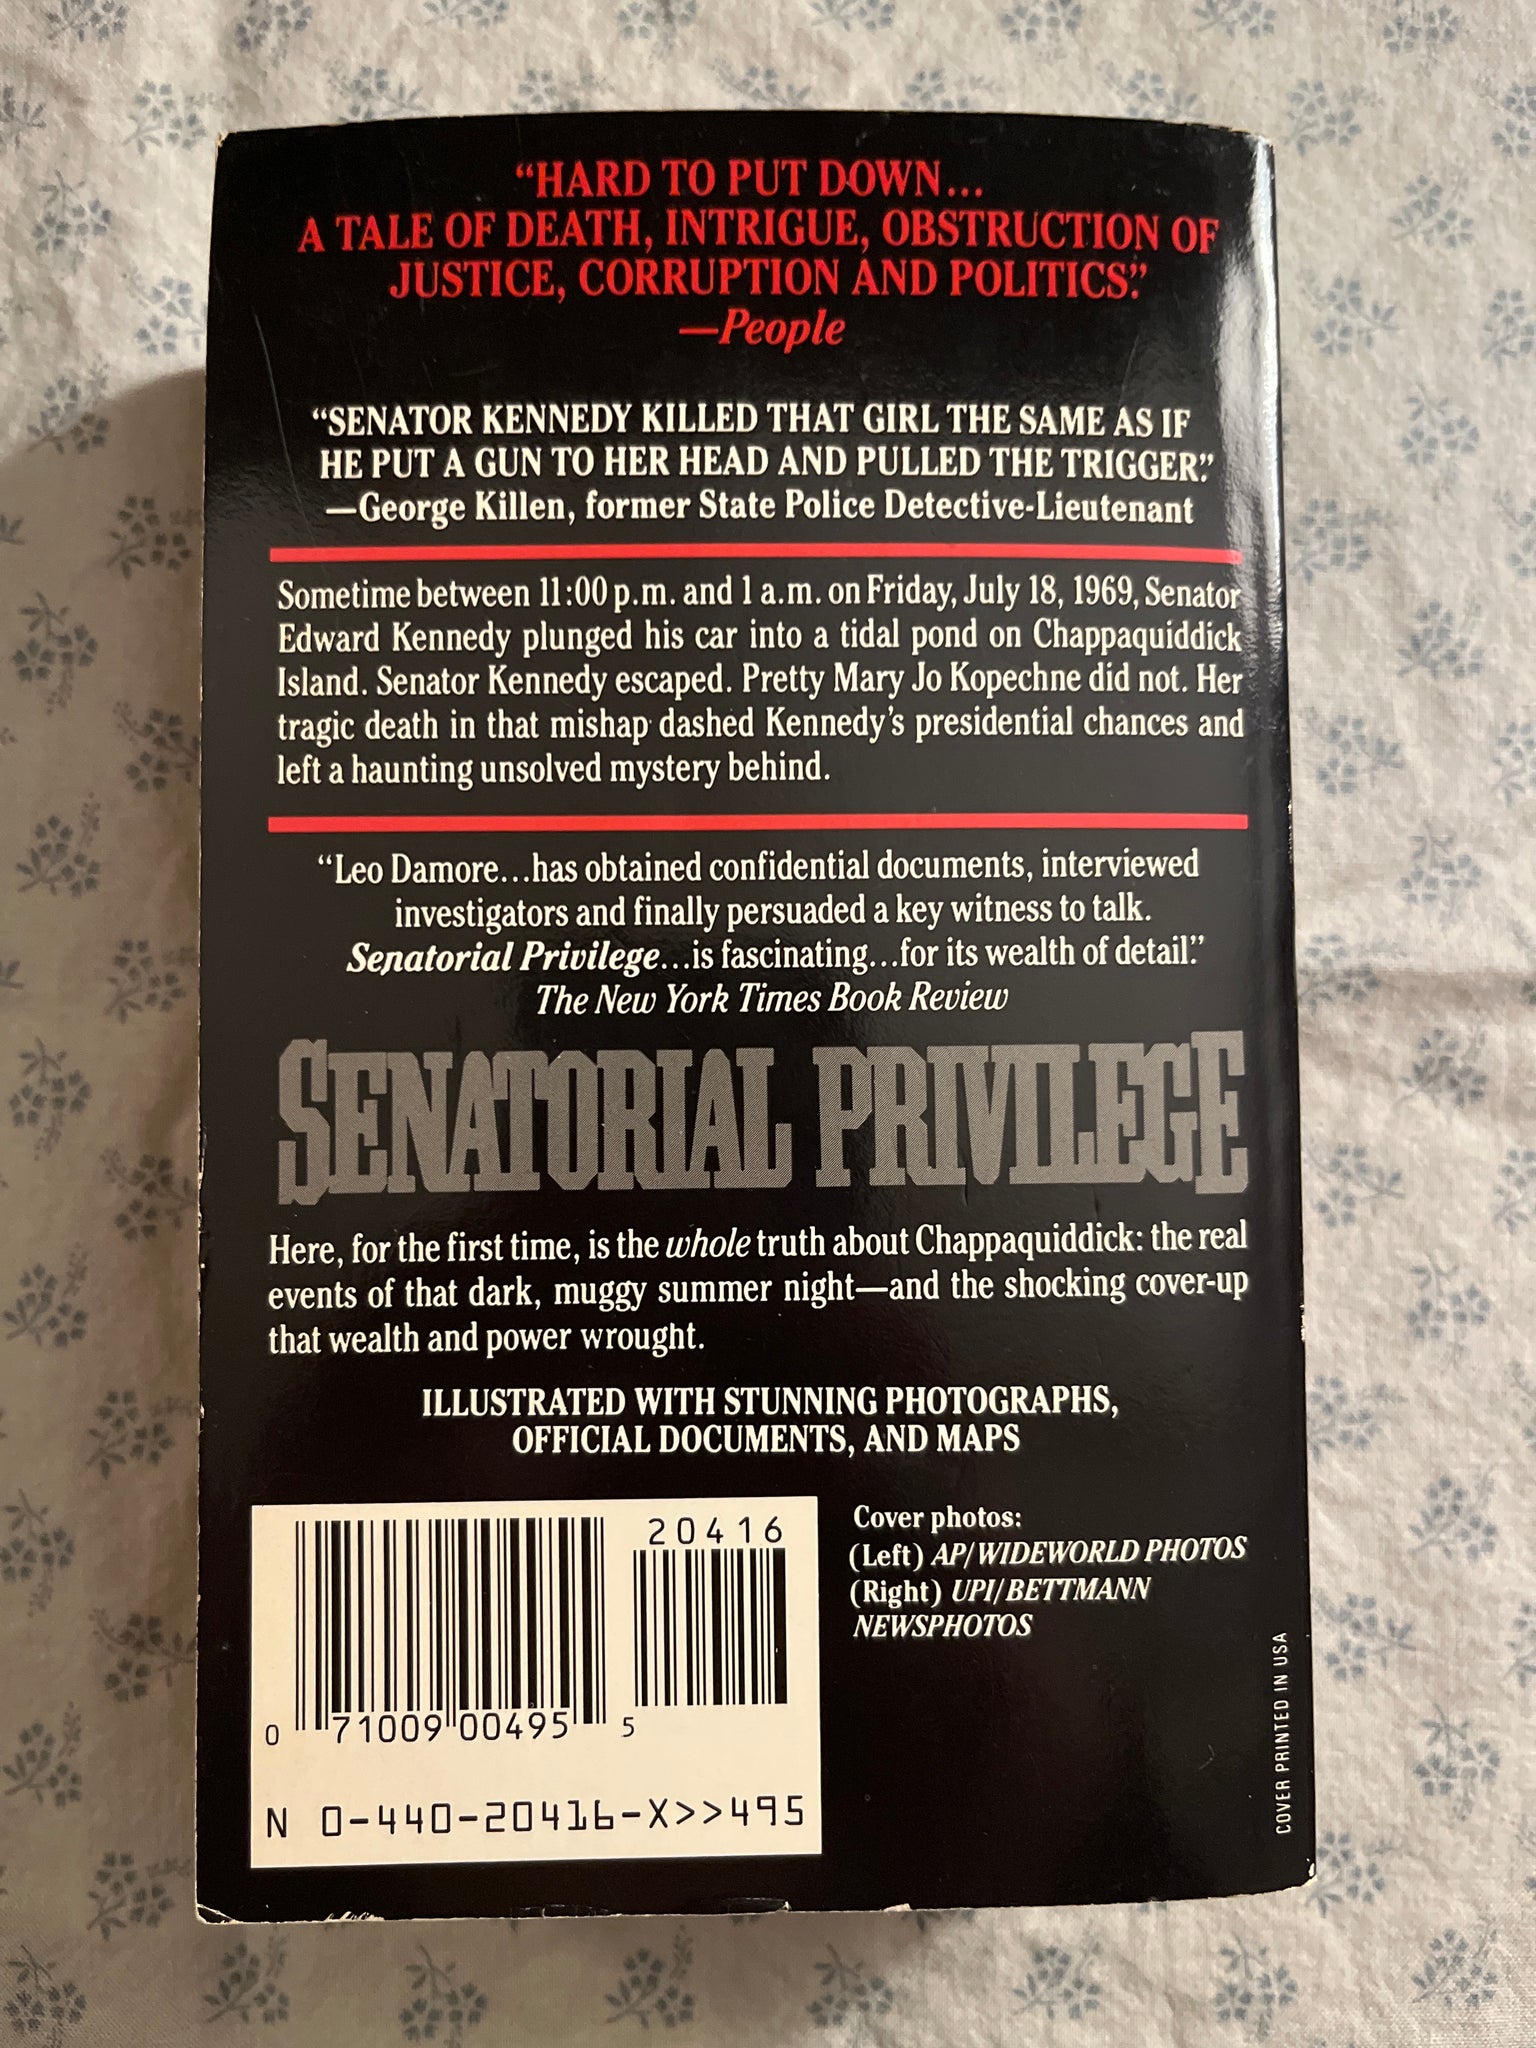 “HARD TO PUT DOWN...
A TALE OF DEATH, INTRIGUE, OBSTRUCTION OF
JUSTICE, CORRUPTION AND POLITICS.”
—People
“SENATOR KENNEDY KILLED THAT GIRL THE SAME AS IF
HE PUT A GUN TO HER HEAD AND PULLED THE TRIGGER.”
—George Killen, former State Police Detective-Lieutenant
Sometime between 11:00 p.m. and 1 a.m. on Friday, July 18, 1969, Senator
Edward Kennedy plunged his car into a tidal pond on Chappaquiddick
Island. Senator Kennedy escaped. Pretty Mary Jo Kopechne did not. Her
tragic death in that mishap dashed Kennedy’s presidential chances and
left a haunting unsolved mystery behind.
“Leo Damore...has obtained confidential documents, interviewed
investigators and finally persuaded a key witness to talk.
Senatorial Privilege...is fascinating...for its wealth of detail.”
The New York Times Book Review
SENATORIAL PRIVILEGE
Here, for the first time, is the whole truth about Chappaquiddick: the real
events of that dark, muggy summer night—and the shocking cover-up
that wealth and power wrought.
ILLUSTRATED WITH STUNNING PHOTOGRAPHS,
OFFICIAL DOCUMENTS, AND MAPS
20416
0 71009 00495 5
N 0-440-20416-X>>495
Cover photos:
(Left) AP/WIDEWORLD PHOTOS
(Right) UPI/BETTMANN
NEWSPHOTOS
COVER PRINTED IN USA